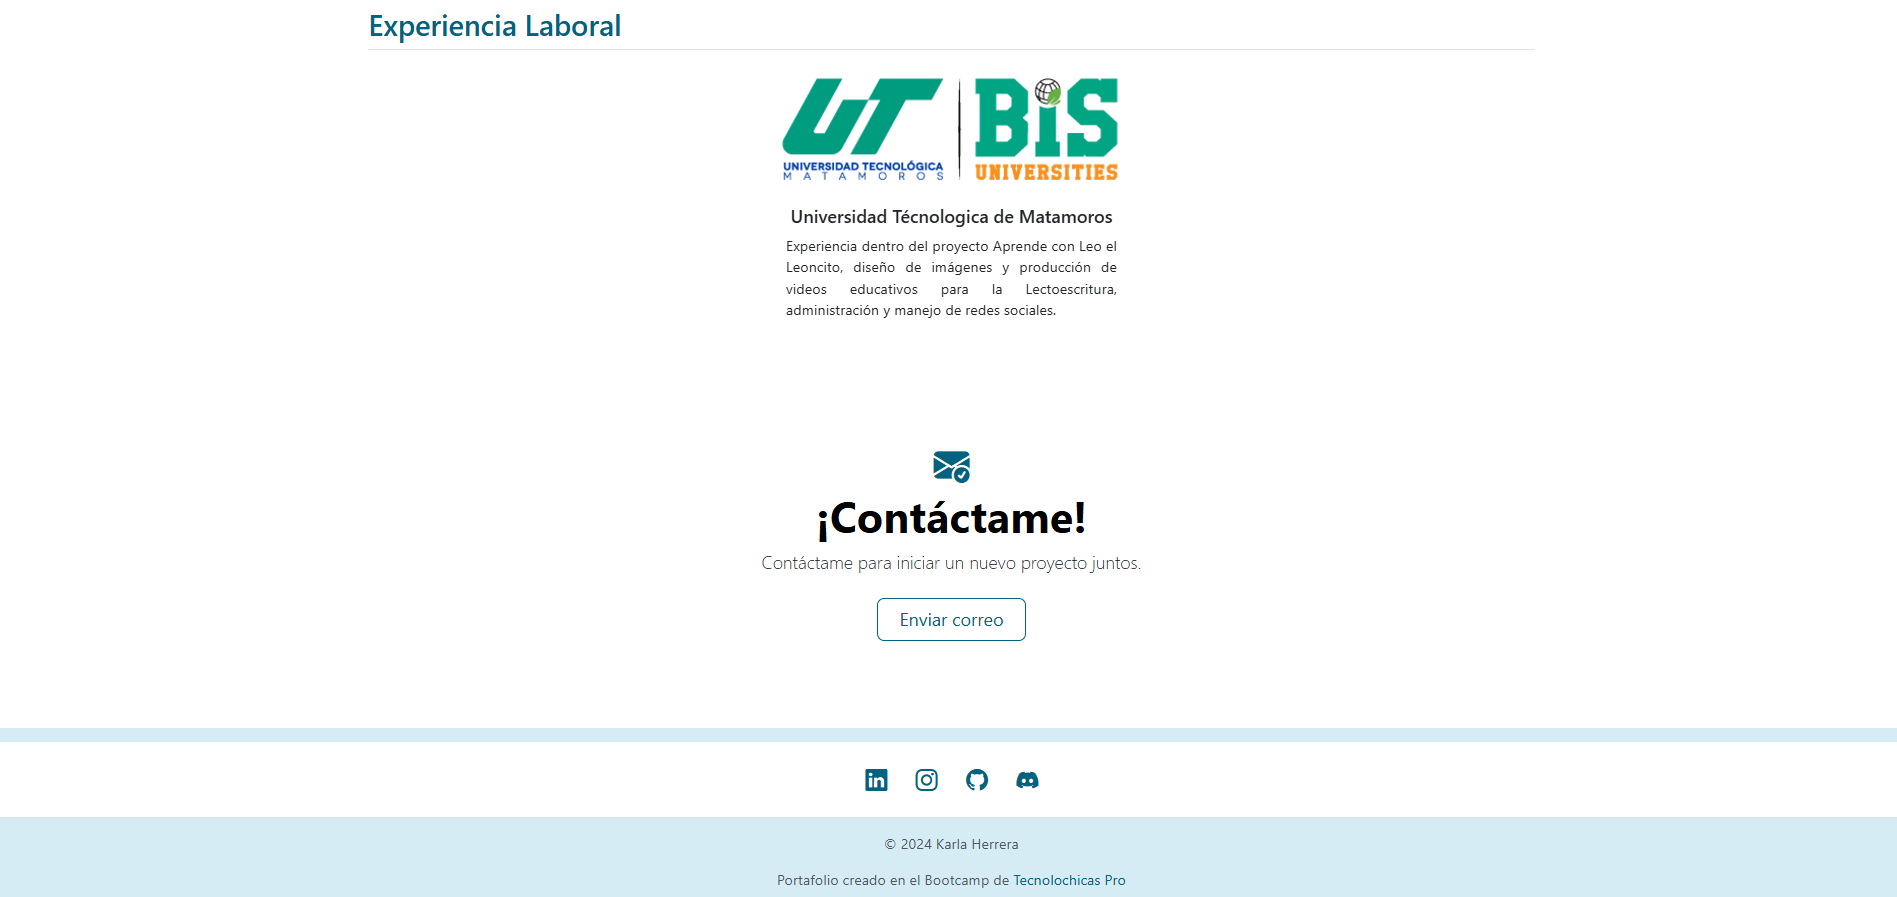 Experiencia Laboral
UT BiS
UNIVERSIDAD TECNOLÓGICA
MATAMOROS
UNIVERSITIES
Universidad Técnologica de Matamoros
Experiencia dentro del proyecto Aprende con Leo el
Leoncito, diseño de imágenes y producción de
videos educativos para la Lectoescritura,
administración y manejo de redes sociales.
¡Contáctame!
Contáctame para iniciar un nuevo proyecto juntos.
Enviar correo
in
© 2024 Karla Herrera
Portafolio creado en el Bootcamp de Tecnolochicas Pro